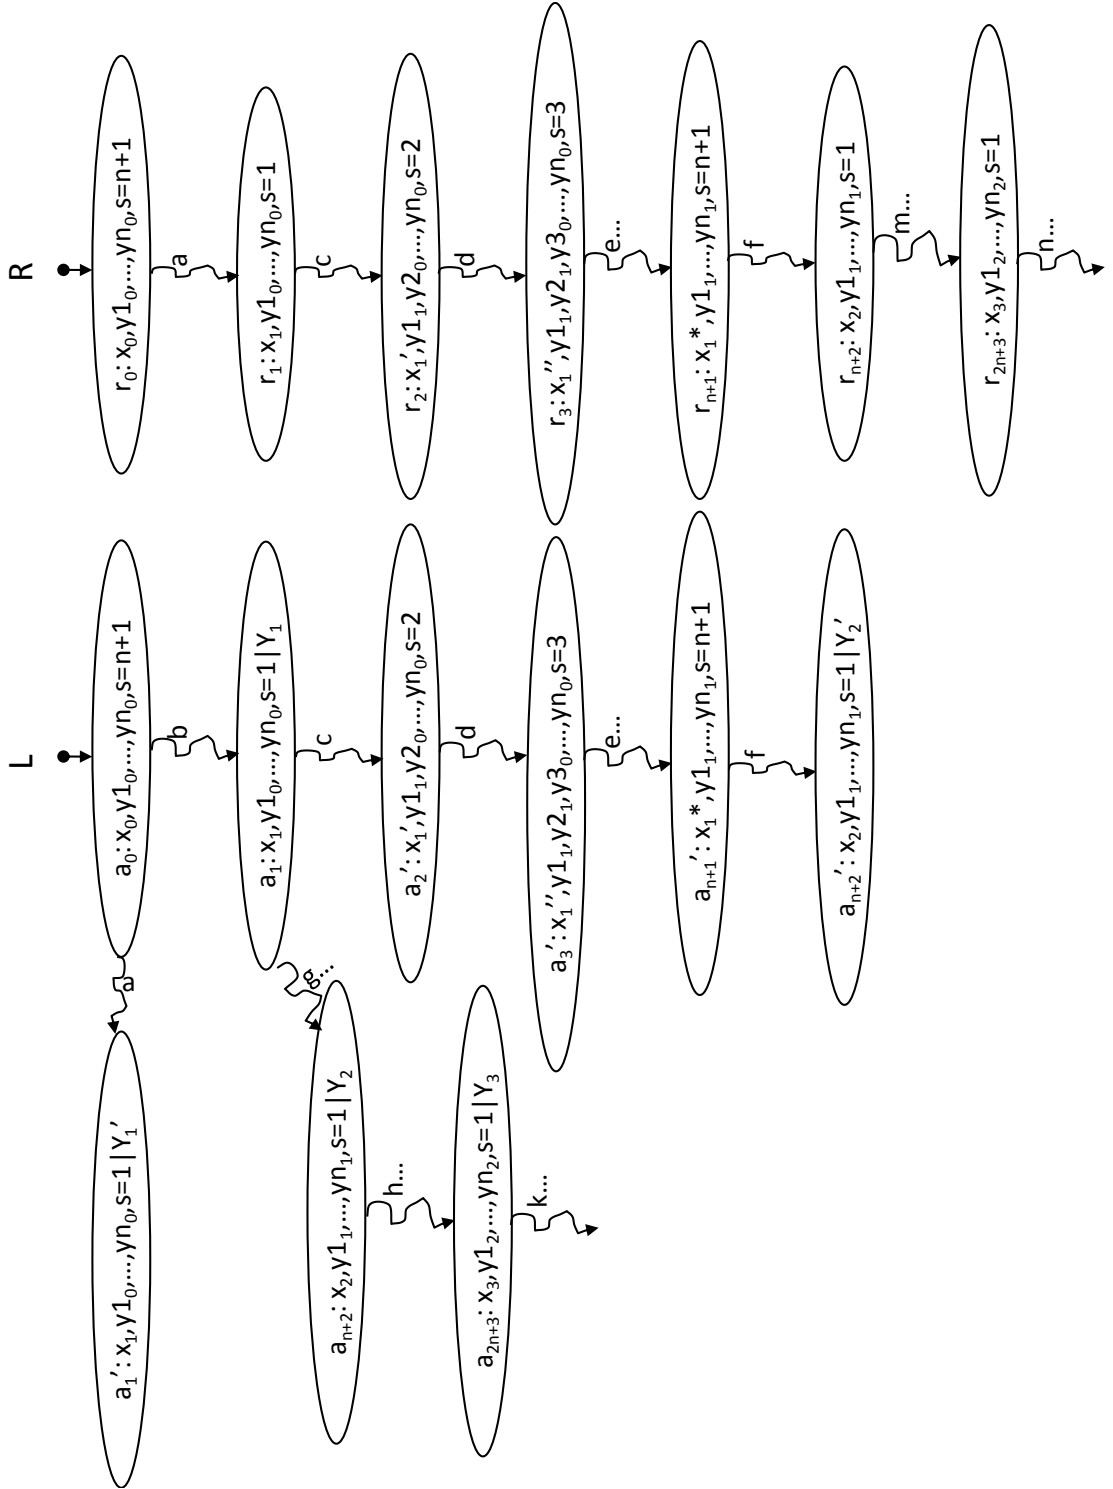 L
a₀: x₀,y1₀,...,yn₀,s=n+1
a
a₁′: x₁,y1₀,...,yn₀,s=1|Y₁′
b
a₁: x₁,y1₀,...,yn₀,s=1|Y₁
g...
aₙ₊₂: x₂,y1₁,...,yn₁,s=1|Y₂
h...
a₂ₙ₊₃: x₃,y1₂,...,yn₂,s=1|Y₃
k...
c
a₂′: x₁′,y1₁,y2₀,...,yn₀,s=2
d
a₃′: x₁′′,y1₁,y2₁,y3₀,...,yn₀,s=3
e...
aₙ₊₁′: x₁*,y1₁,...,yn₁,s=n+1
f
aₙ₊₂′: x₂,y1₁,...,yn₁,s=1|Y₂′
R
r₀: x₀,y1₀,...,yn₀,s=n+1
a
r₁: x₁,y1₀,...,yn₀,s=1
c
r₂: x₁′,y1₁,y2₀,...,yn₀,s=2
d
r₃: x₁′′,y1₁,y2₁,y3₀,...,yn₀,s=3
e...
rₙ₊₁: x₁*,y1₁,...,yn₁,s=n+1
f
rₙ₊₂: x₂,y1₁,...,yn₁,s=1
m...
r₂ₙ₊₃: x₃,y1₂,...,yn₂,s=1
n...